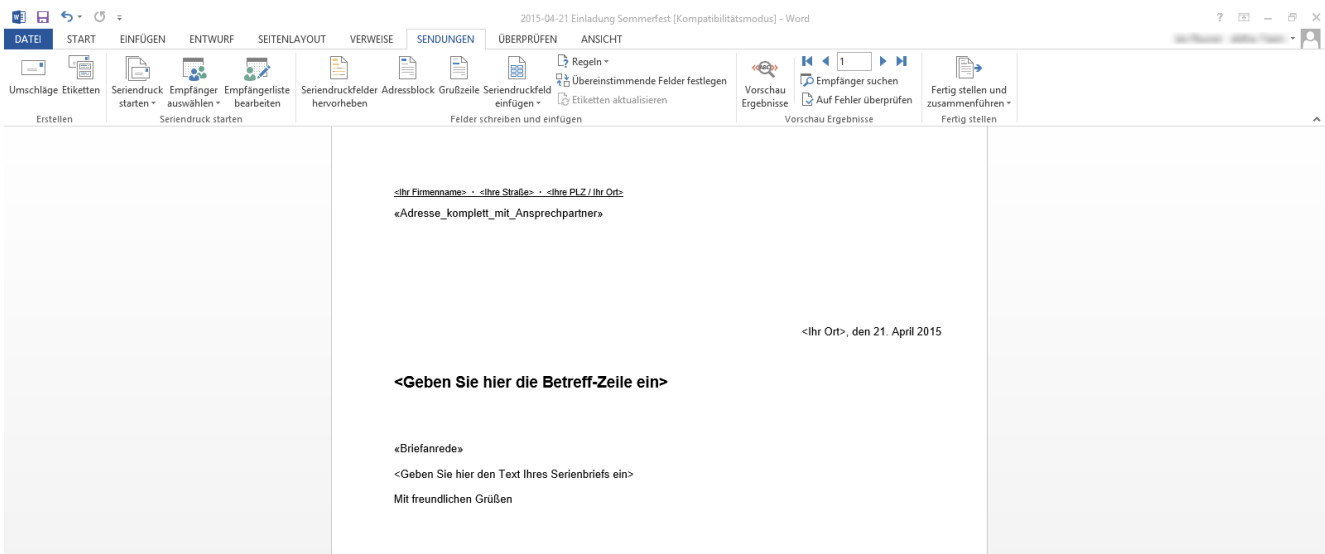 2015-04-21 Einladung Sommerfest [Kompatibilitätsmodus] - Word
DATEI START EINFÜGEN ENTWURF SEITENLAYOUT VERWEISE SENDUNGEN ÜBERPRÜFEN ANSICHT
Umschläge Etiketten
Erstellen
Seriendruck starten
Empfänger auswählen
Empfängerliste bearbeiten
Seriendruck starten
Seriendruckfelder hervorheben
Adressblock
Grußzeile
Seriendruckfeld einfügen
Regeln
Übereinstimmende Felder festlegen
Etiketten aktualisieren
Felder schreiben und einfügen
«ABC»
Vorschau Ergebnisse
1
Empfänger suchen
Auf Fehler überprüfen
Vorschau Ergebnisse
Fertig stellen und zusammenführen
Fertig stellen
<Ihr Firmenname> · <Ihre Straße> · <Ihre PLZ / Ihr Ort>
«Adresse_komplett_mit_Ansprechpartner»
<Ihr Ort>, den 21. April 2015
<Geben Sie hier die Betreff-Zeile ein>
«Briefanrede»
<Geben Sie hier den Text Ihres Serienbriefs ein>
Mit freundlichen Grüßen